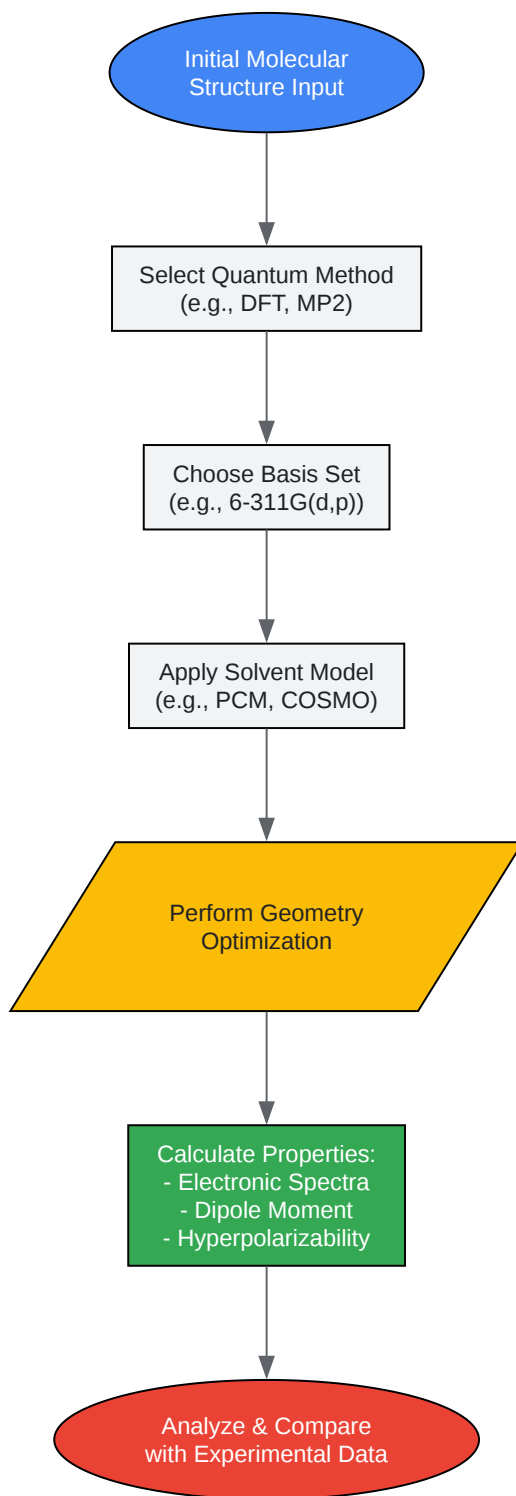 Initial Molecular
Structure Input
Select Quantum Method
(e.g., DFT, MP2)
Choose Basis Set
(e.g., 6-311G(d,p))
Apply Solvent Model
(e.g., PCM, COSMO)
Perform Geometry
Optimization
Calculate Properties:
- Electronic Spectra
- Dipole Moment
- Hyperpolarizability
Analyze & Compare
with Experimental Data